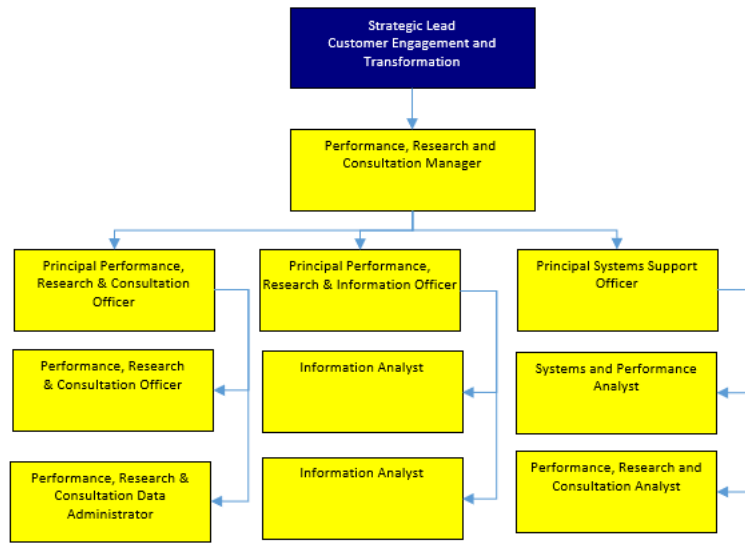 Strategic Lead
Customer Engagement and
Transformation
Performance, Research and
Consultation Manager
Principal Performance,
Research & Consultation
Officer
Principal Performance,
Research & Information Officer
Principal Systems Support
Officer
Performance, Research
& Consultation Officer
Information Analyst
Systems and Performance
Analyst
Performance, Research &
Consultation Data
Administrator
Information Analyst
Performance, Research and
Consultation Analyst